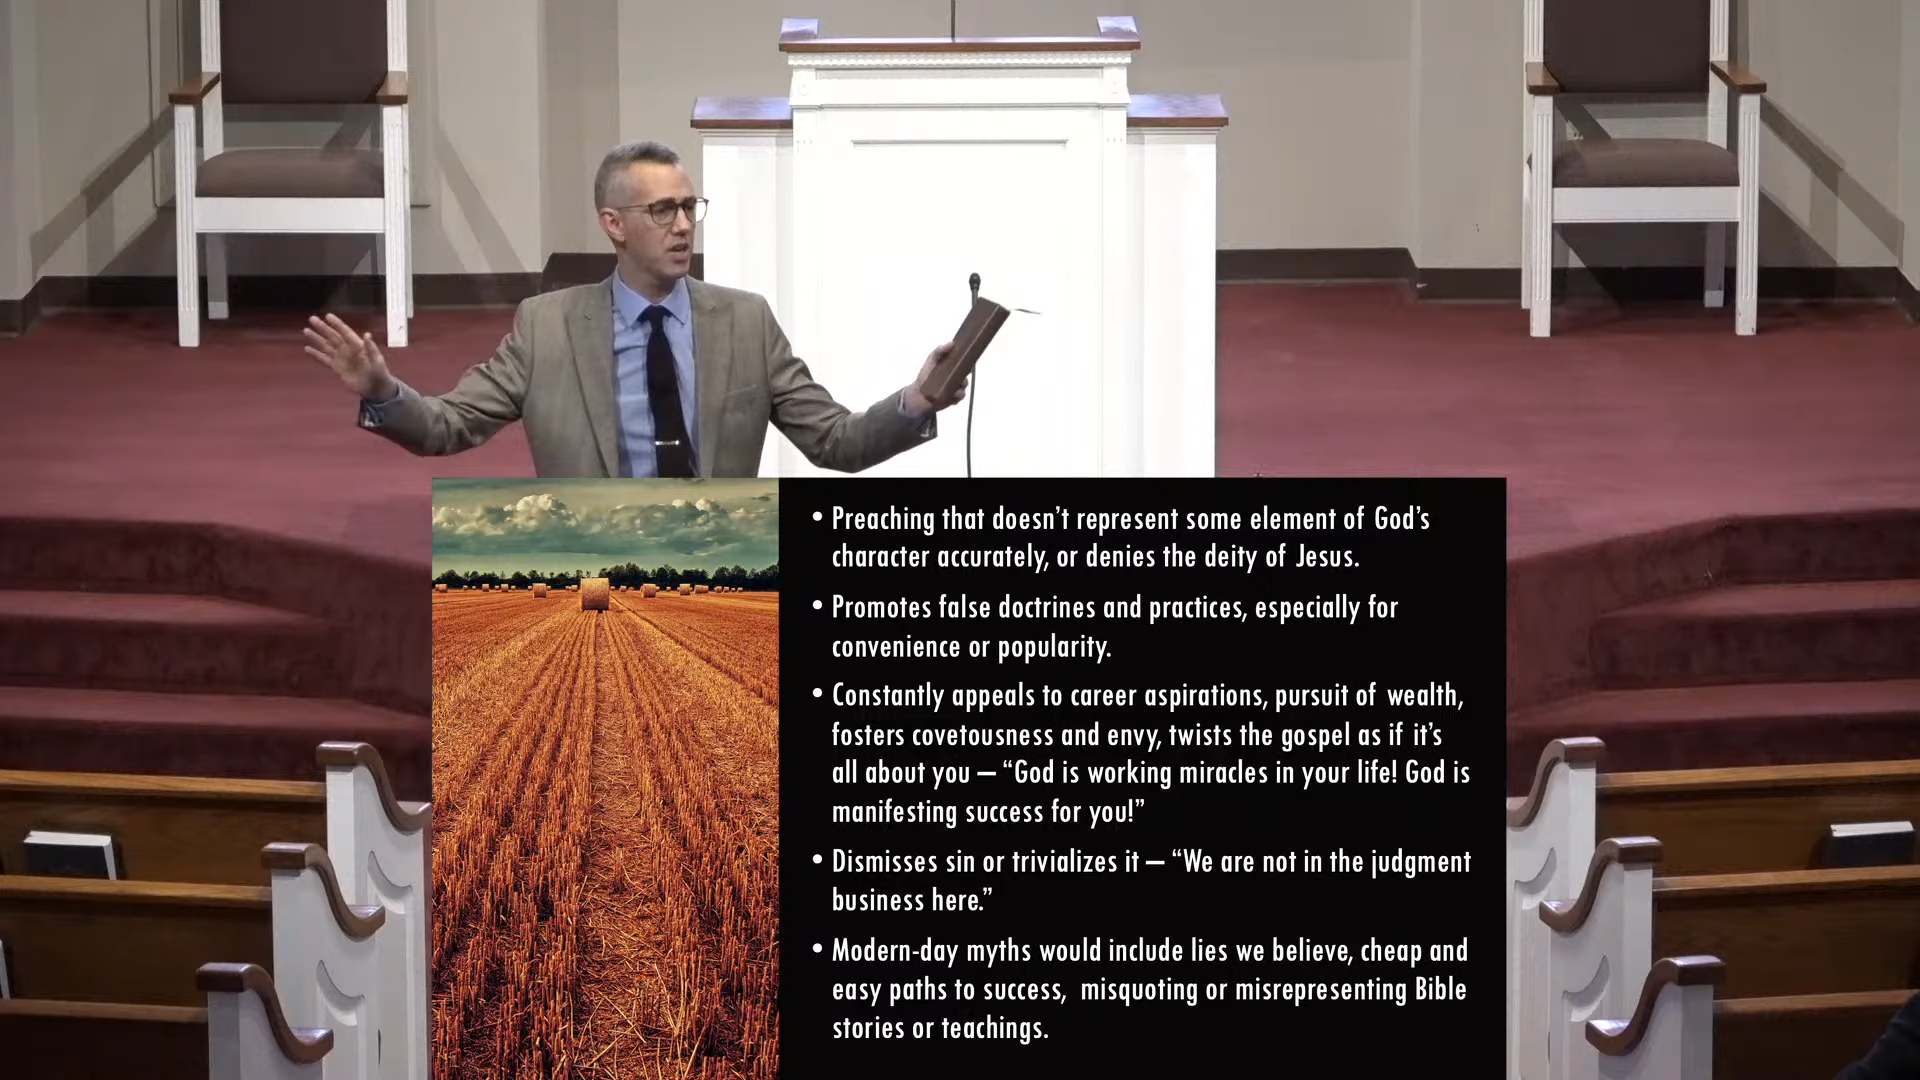 • Preaching that doesn't represent some element of God's
character accurately, or denies the deity of Jesus.
• Promotes false doctrines and practices, especially for
convenience or popularity.
• Constantly appeals to career aspirations, pursuit of wealth,
fosters covetousness and envy, twists the gospel as if it's
all about you — “God is working miracles in your life! God is
manifesting success for you!”
• Dismisses sin or trivializes it — “We are not in the judgment
business here.”
• Modern-day myths would include lies we believe, cheap and
easy paths to success, misquoting or misrepresenting Bible
stories or teachings.